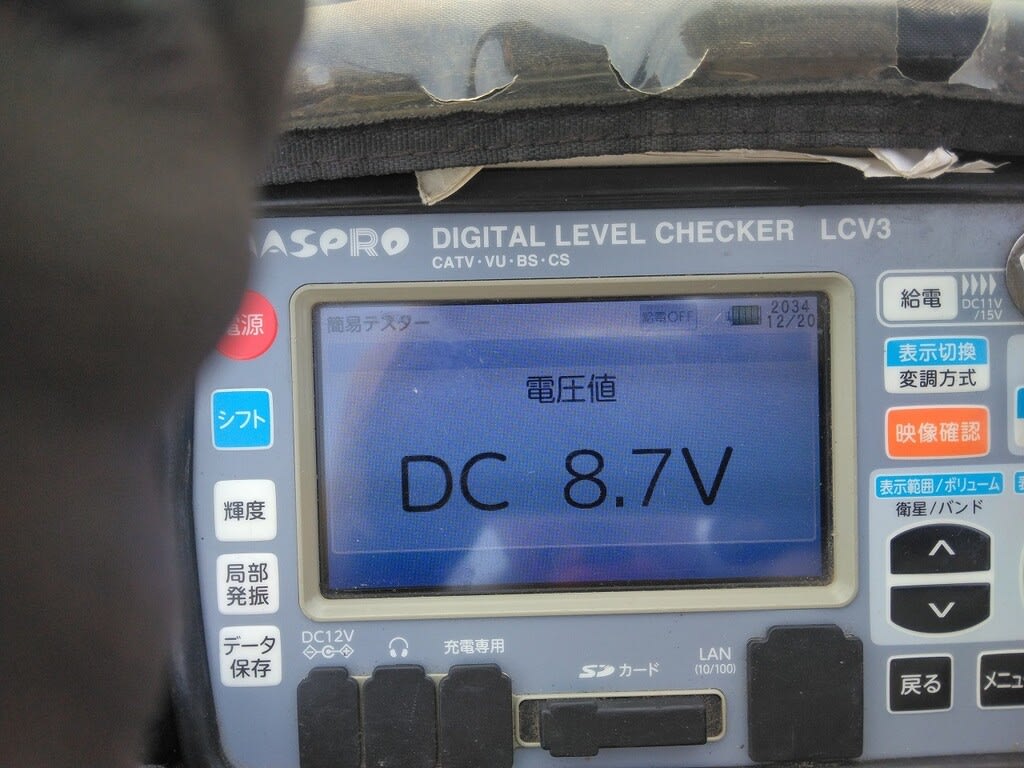 MASPRO DIGITAL LEVEL CHECKER LCV3
CATV・VU・BS・CS
電源
シフト
輝度
局部
発振
データ
保存
簡易テスター 給電OFF 2034
12/20
電圧値
DC 8.7V
給電 DC11V
/15V
表示切換
変調方式
映像確認
表示範囲/ボリューム
衛星/バンド
戻る
DC12V
充電専用
SDカード
LAN
(10/100)